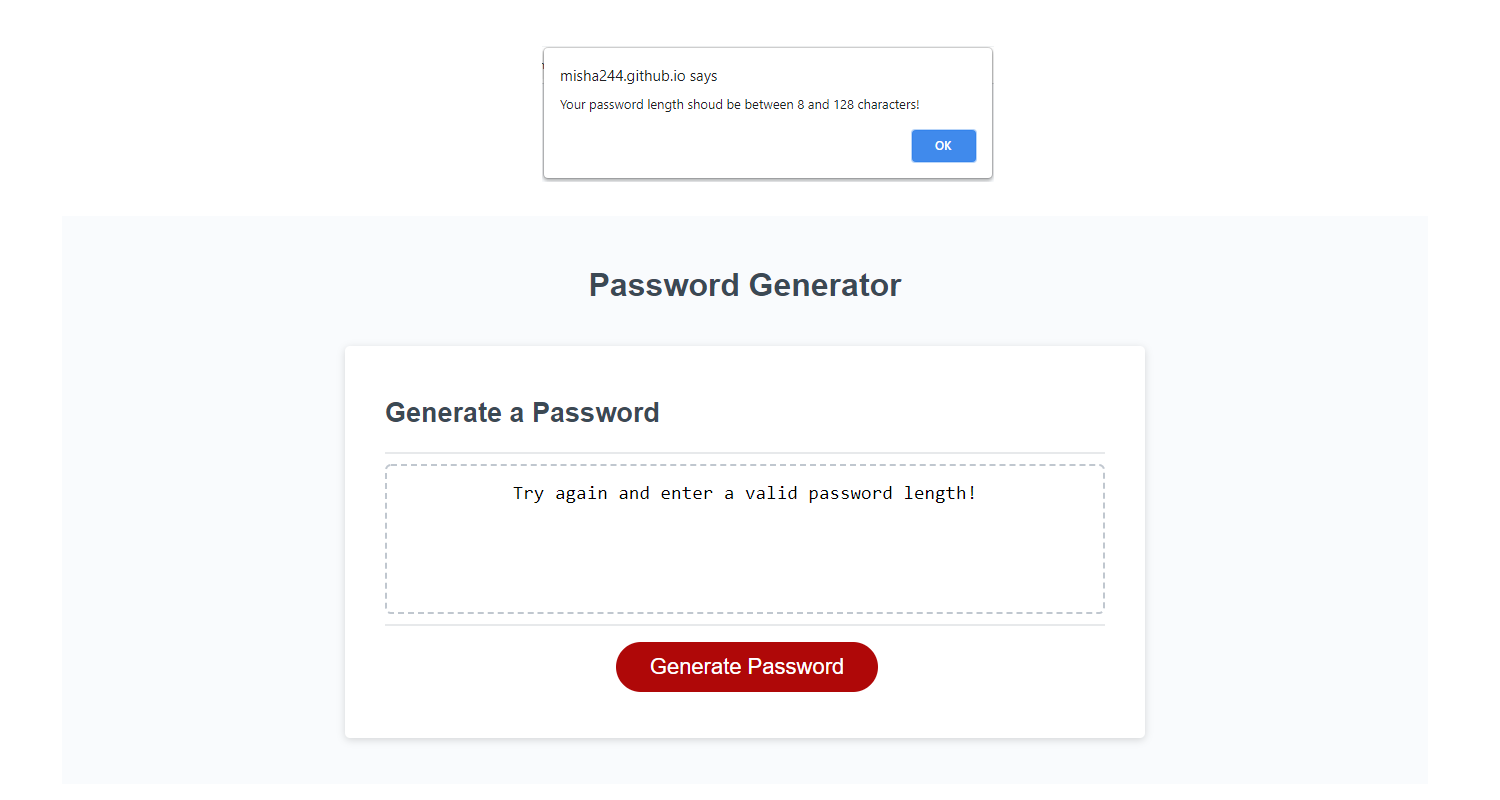 misha244.github.io says
Your password length shoud be between 8 and 128 characters!
OK
Password Generator
Generate a Password
Try again and enter a valid password length!
Generate Password